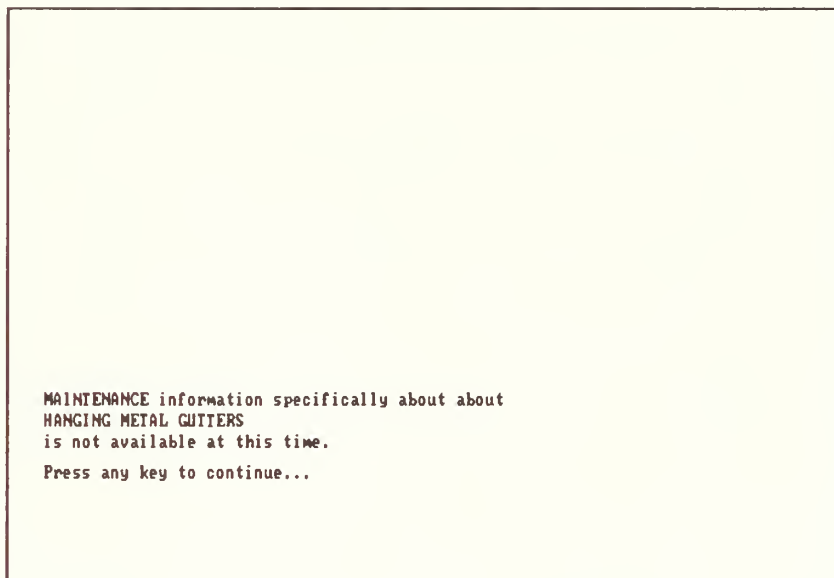 MAINTENANCE information specifically about about
HANGING METAL GUTTERS
is not available at this time.
Press any key to continue...